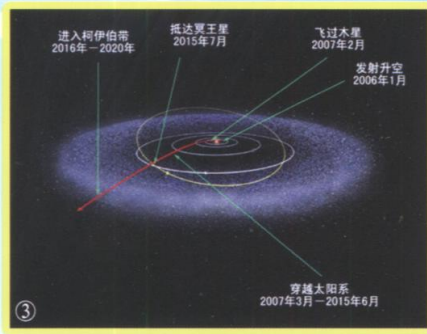 进入柯伊伯带
2016年－2020年
抵达冥王星
2015年7月
飞过木星
2007年2月
发射升空
2006年1月
穿越太阳系
2007年3月－2015年6月
③